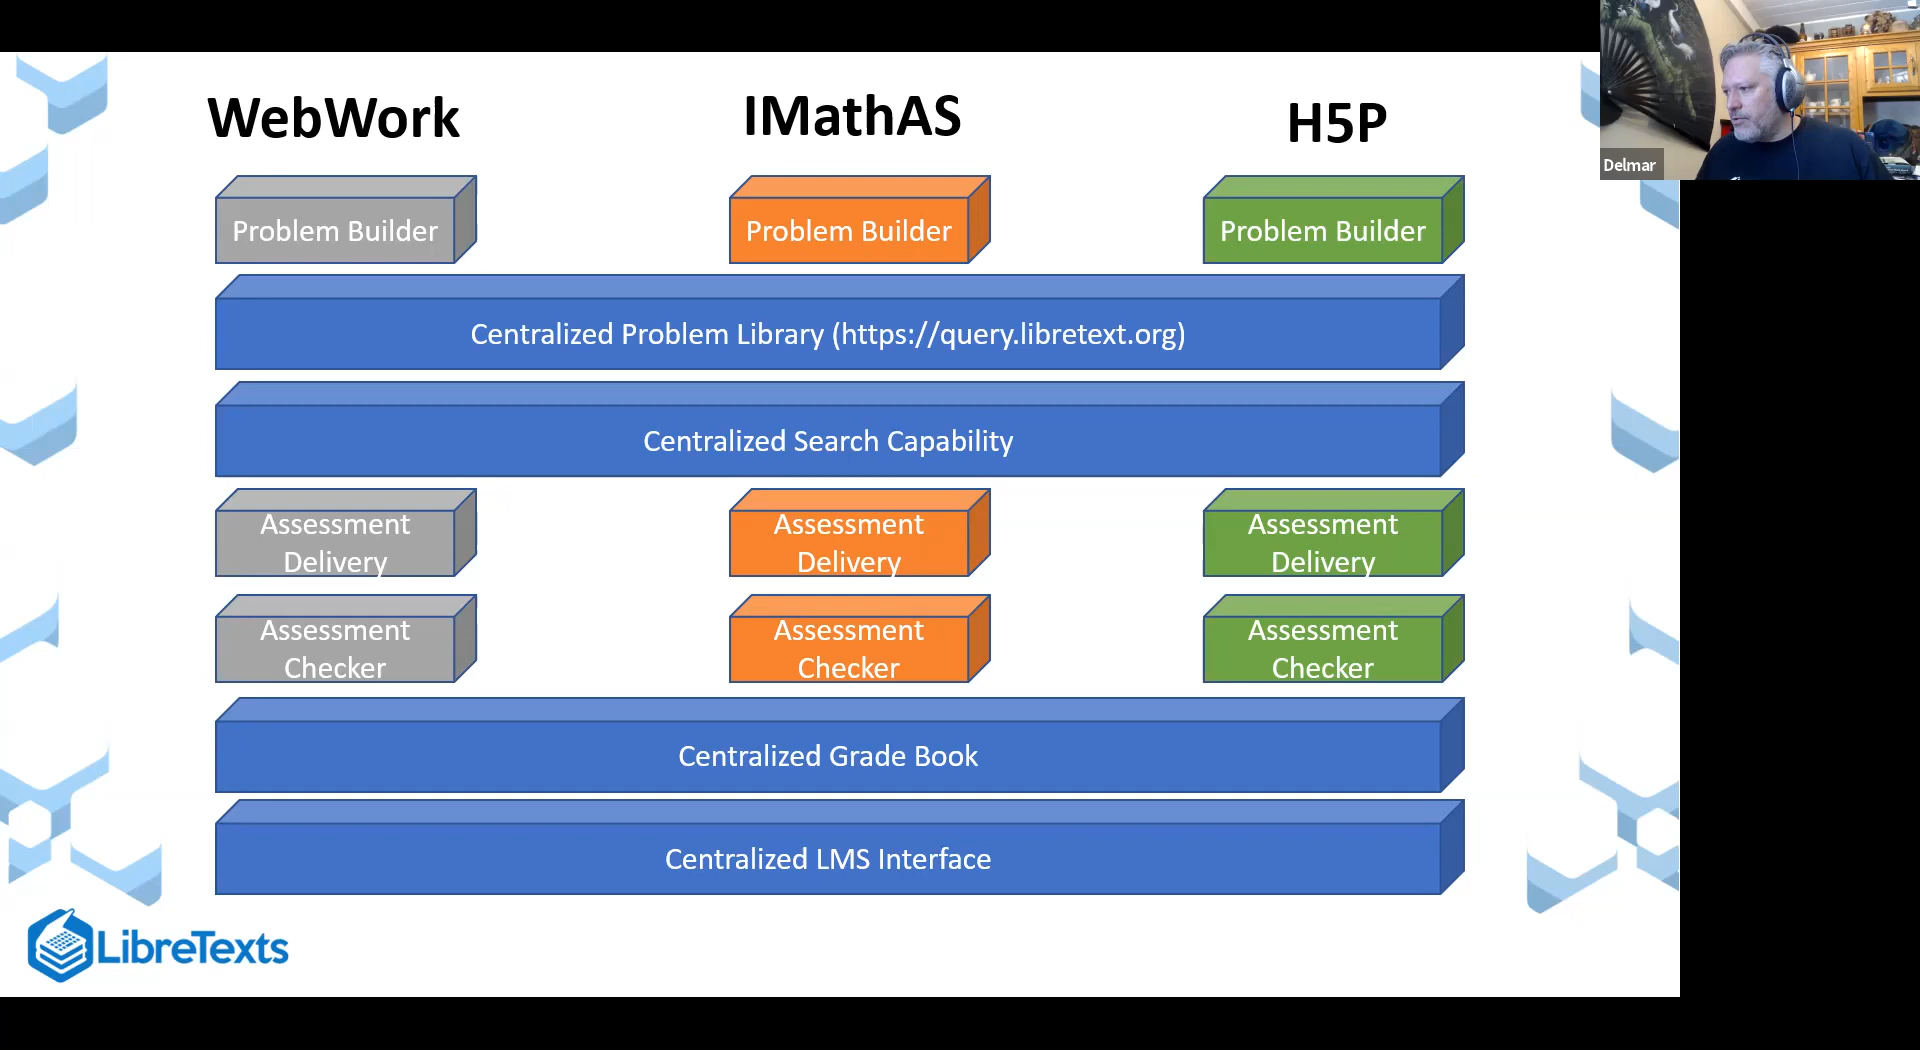 WebWork
IMathAS
H5P
Delmar
Problem Builder
Problem Builder
Problem Builder
Centralized Problem Library (https://query.libretext.org)
Centralized Search Capability
Assessment
Delivery
Assessment
Delivery
Assessment
Delivery
Assessment
Checker
Assessment
Checker
Assessment
Checker
Centralized Grade Book
Centralized LMS Interface
LibreTexts